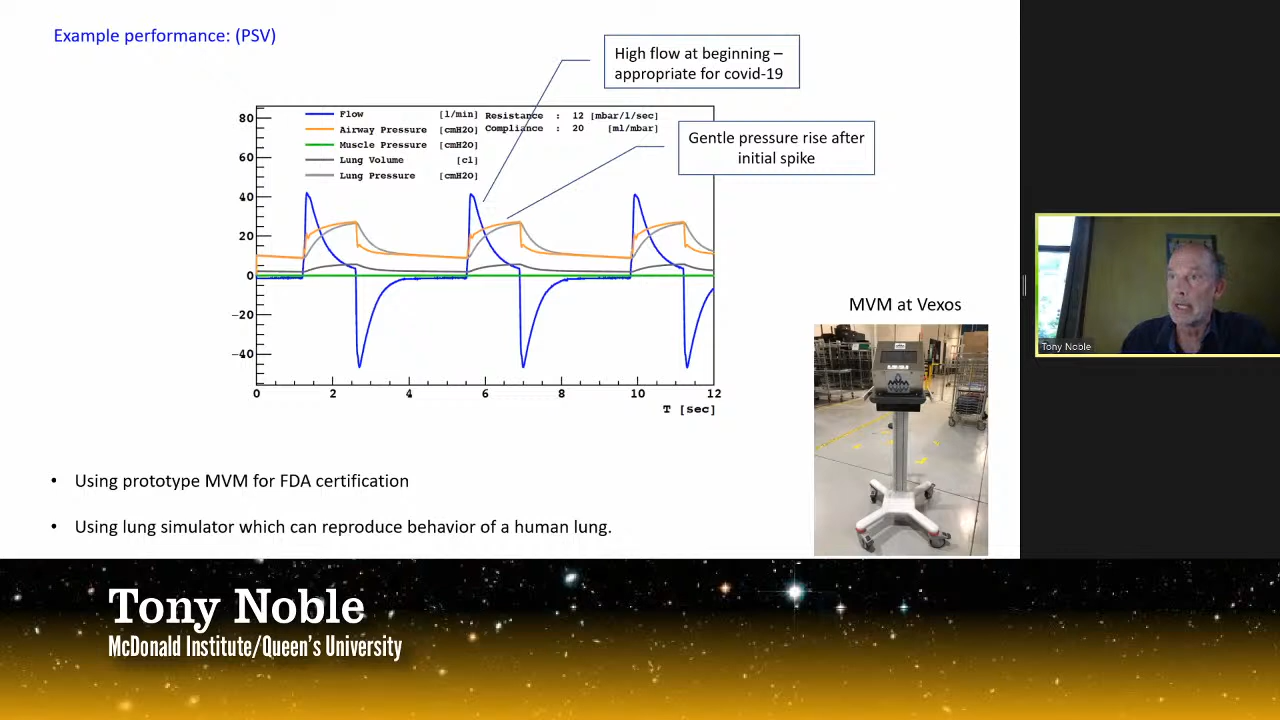 Example performance: (PSV)
High flow at beginning –
appropriate for covid-19
Gentle pressure rise after
initial spike
80
60
40
20
0
−20
−40
Flow [l/min]
Airway Pressure [cmH2O]
Muscle Pressure [cmH2O]
Lung Volume [cl]
Lung Pressure [cmH2O]
Resistance : 12 [mbar/l/sec]
Compliance : 20 [ml/mbar]
0 2 4 6 8 10 12
T [sec]
MVM at Vexos
Tony Noble
• Using prototype MVM for FDA certification
• Using lung simulator which can reproduce behavior of a human lung.
Tony Noble
McDonald Institute/Queen's University